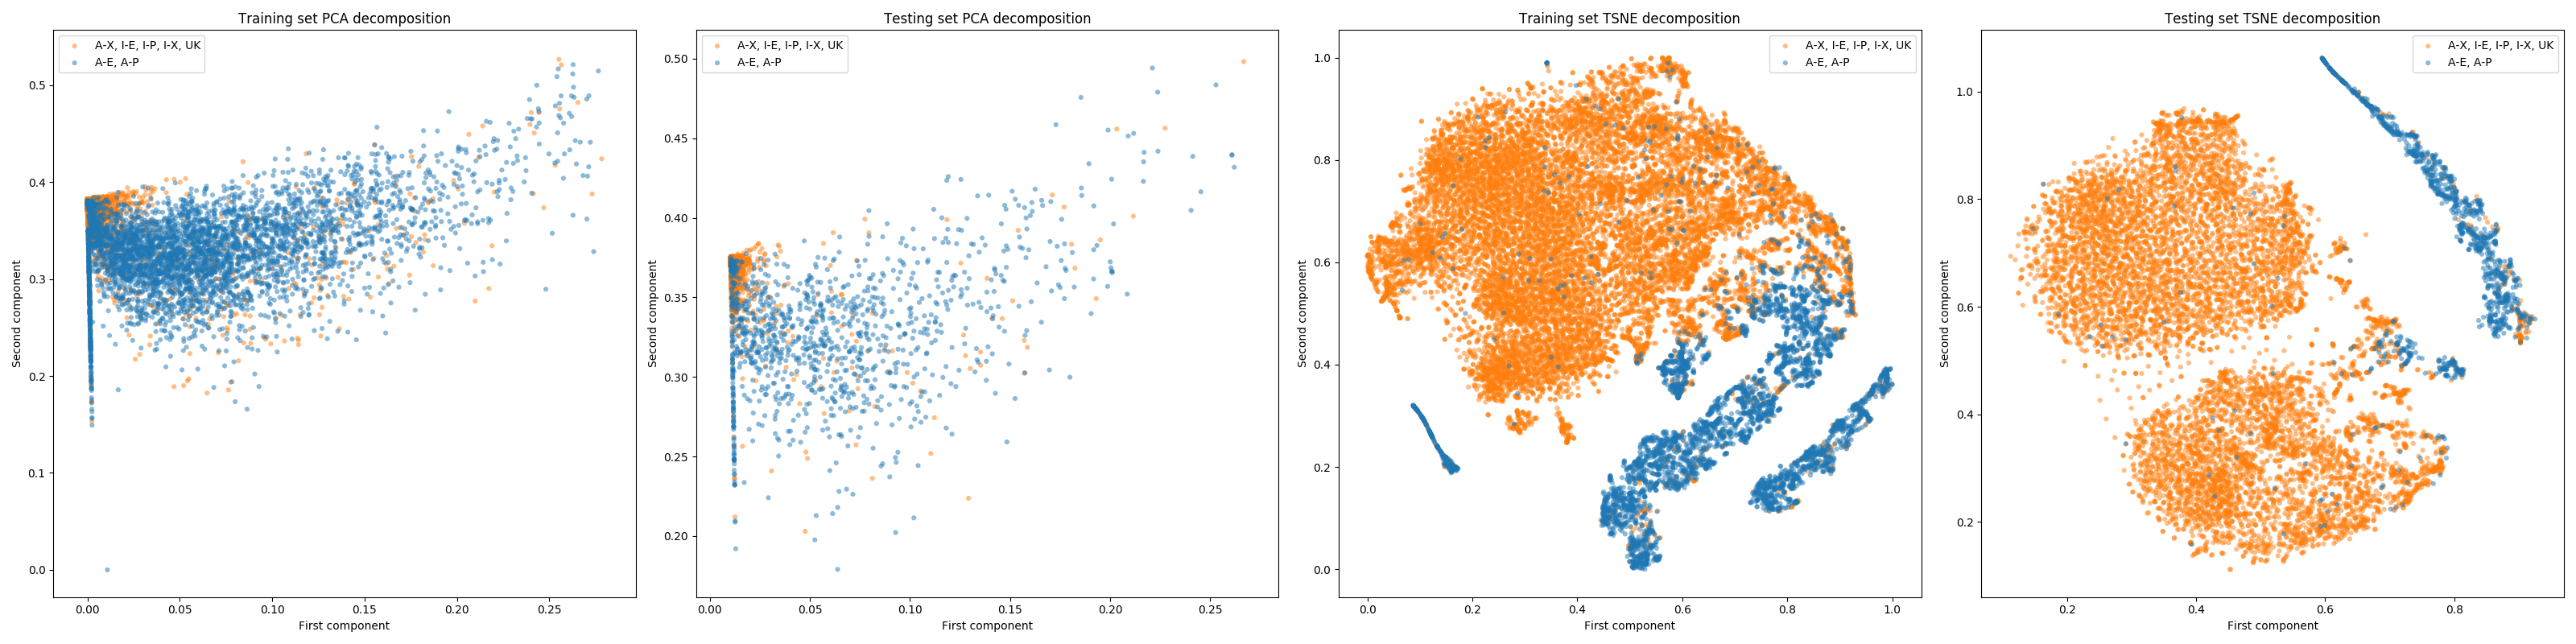 Training set PCA decomposition
A-X, I-E, I-P, I-X, UK
A-E, A-P
0.5
0.4
0.3
0.2
0.1
0.0
Second component
0.00
0.05
0.10
0.15
0.20
0.25
First component
Testing set PCA decomposition
A-X, I-E, I-P, I-X, UK
A-E, A-P
0.50
0.45
0.40
0.35
0.30
0.25
0.20
Second component
0.00
0.05
0.10
0.15
0.20
0.25
First component
Training set TSNE decomposition
A-X, I-E, I-P, I-X, UK
A-E, A-P
1.0
0.8
0.6
0.4
0.2
0.0
Second component
0.0
0.2
0.4
0.6
0.8
1.0
First component
Testing set TSNE decomposition
A-X, I-E, I-P, I-X, UK
A-E, A-P
1.0
0.8
0.6
0.4
0.2
Second component
0.2
0.4
0.6
0.8
First component